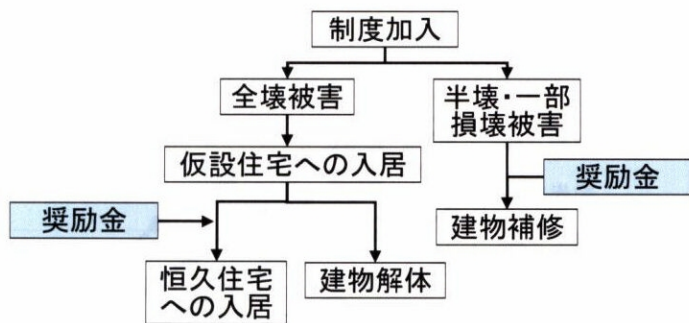 制度加入
全壊被害
半壊・一部
損壊被害
仮設住宅への入居
奨励金
奨励金
建物補修
恒久住宅
への入居
建物解体